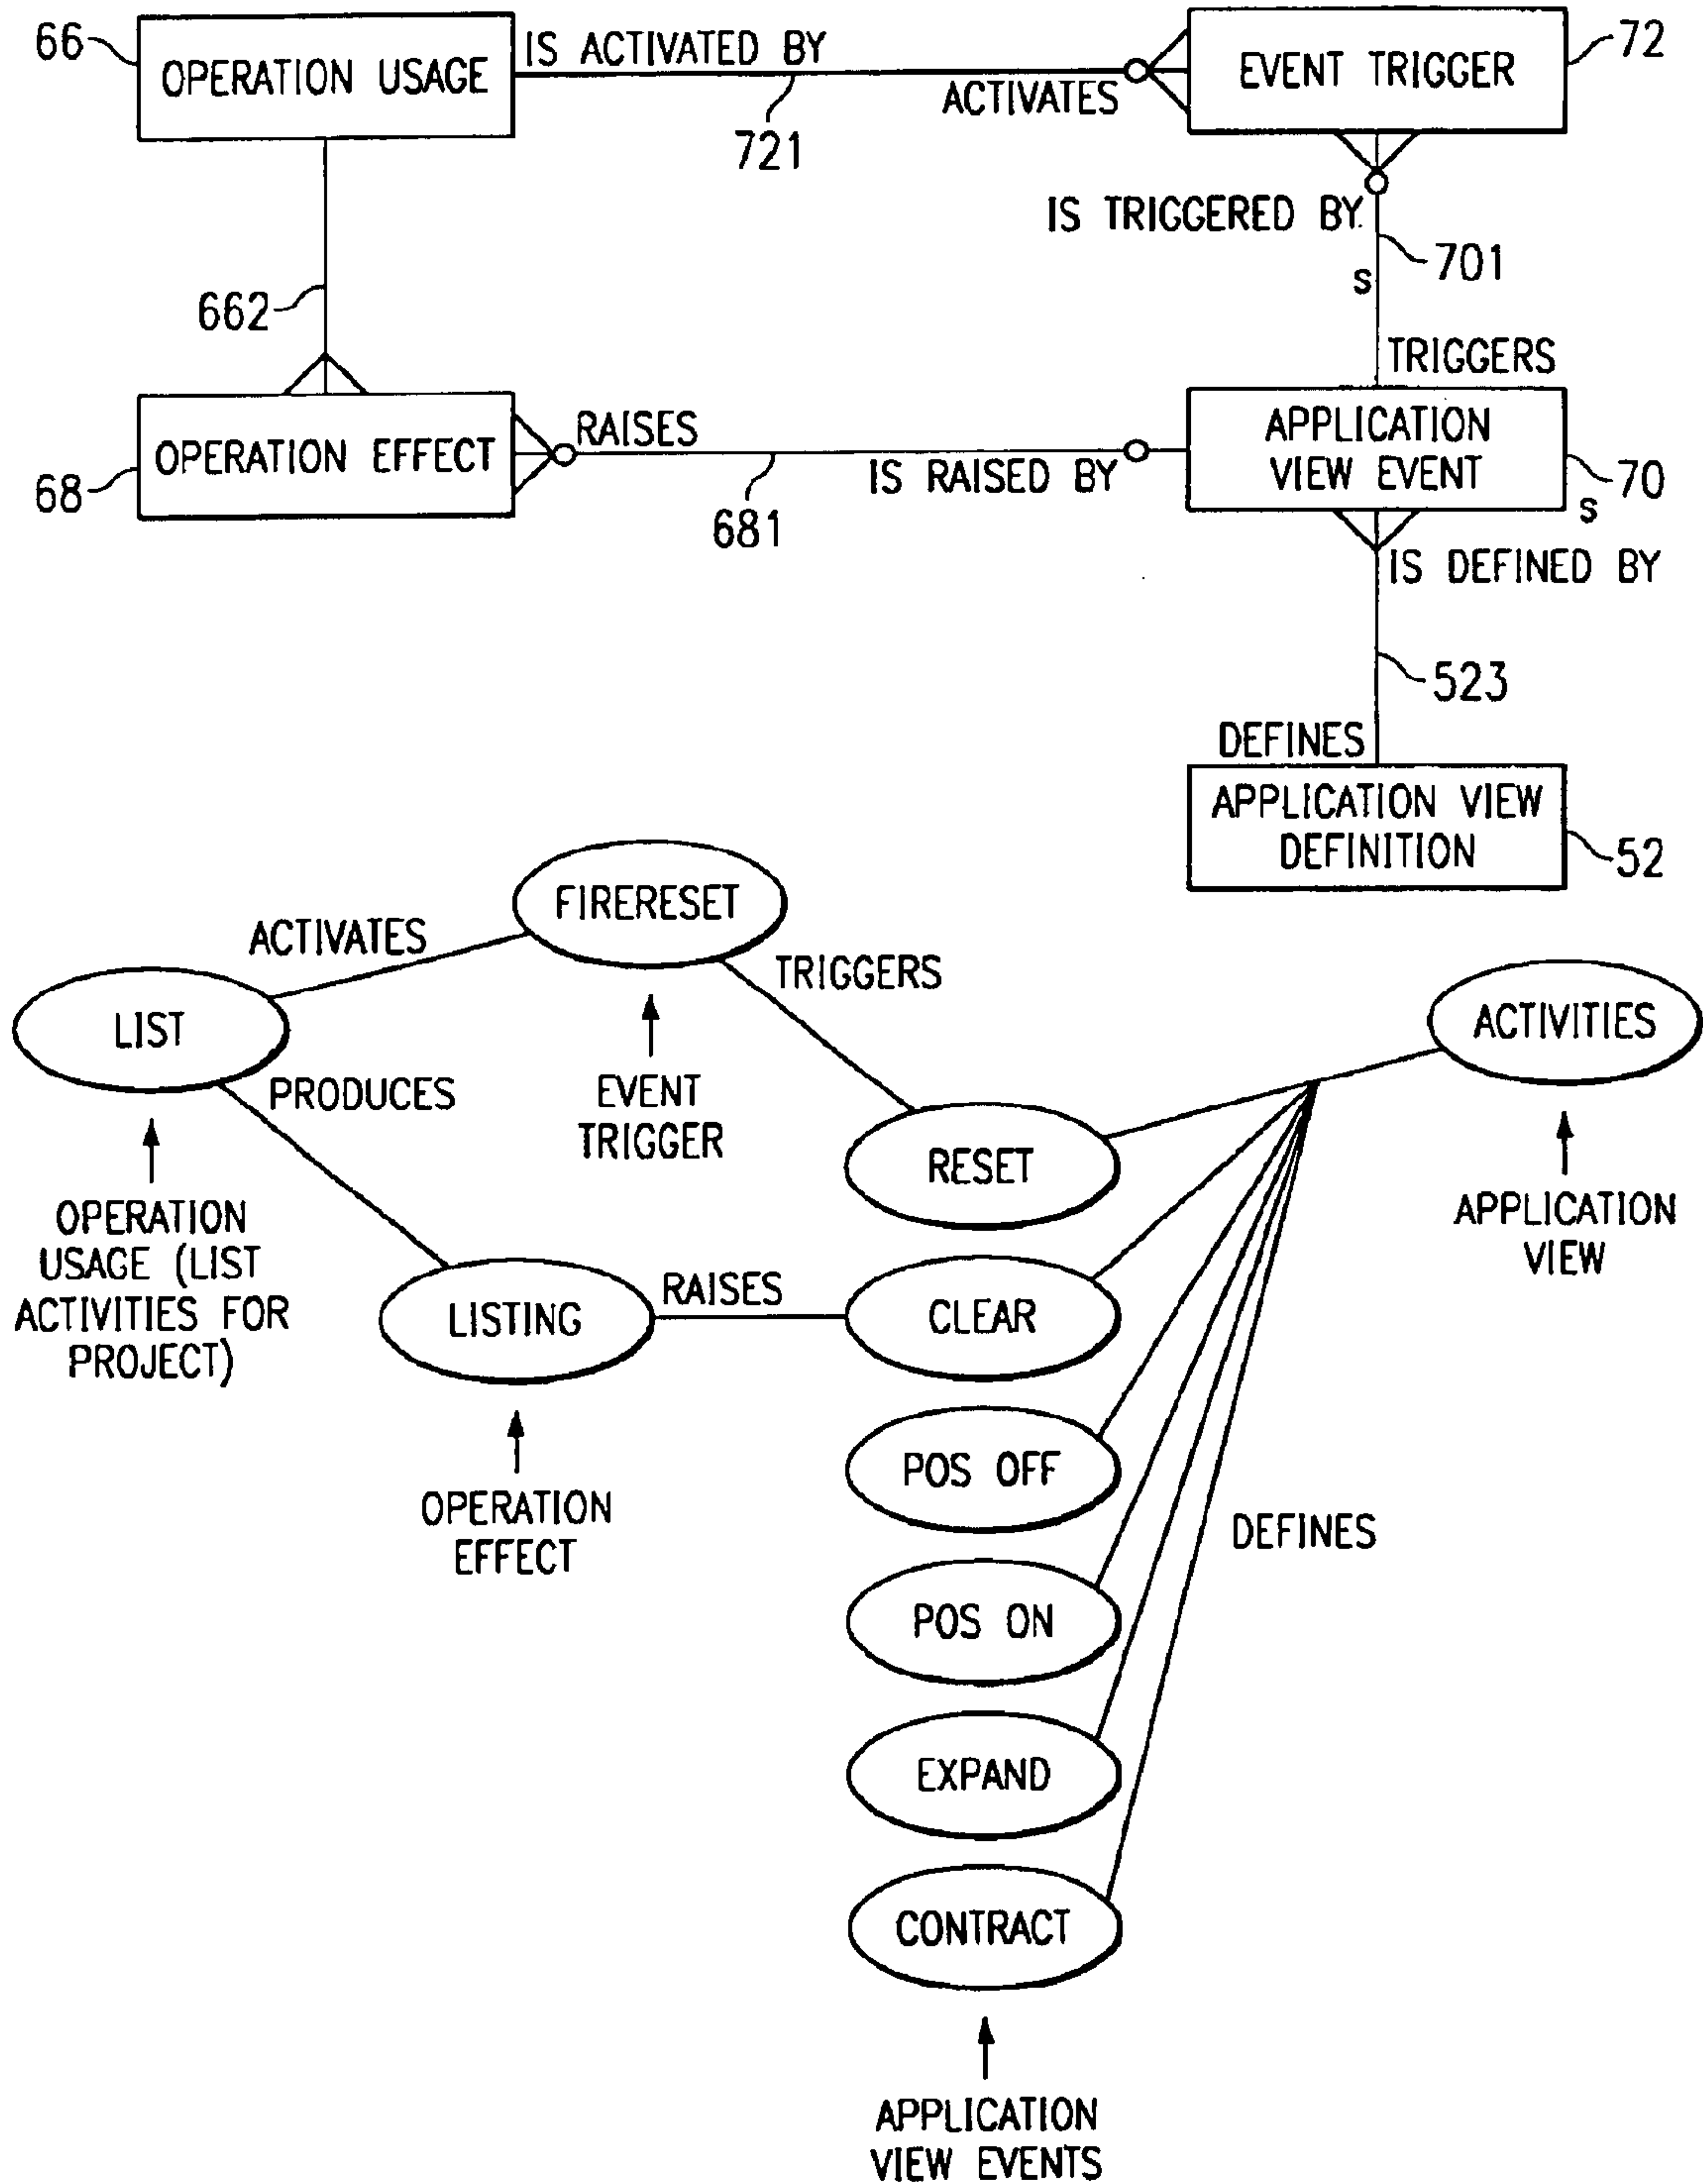 66
OPERATION USAGE
IS ACTIVATED BY
721
ACTIVATES
EVENT TRIGGER
72
IS TRIGGERED BY.
701
s
662
TRIGGERS
OPERATION EFFECT
68
RAISES
681
IS RAISED BY
APPLICATION
VIEW EVENT
70
s
IS DEFINED BY
523
DEFINES
APPLICATION VIEW
DEFINITION
52
FIRERESET
ACTIVATES
TRIGGERS
LIST
ACTIVITIES
PRODUCES
EVENT
TRIGGER
RESET
OPERATION
USAGE (LIST
ACTIVITIES FOR
PROJECT)
APPLICATION
VIEW
LISTING
RAISES
CLEAR
POS OFF
OPERATION
EFFECT
DEFINES
POS ON
EXPAND
CONTRACT
APPLICATION
VIEW EVENTS